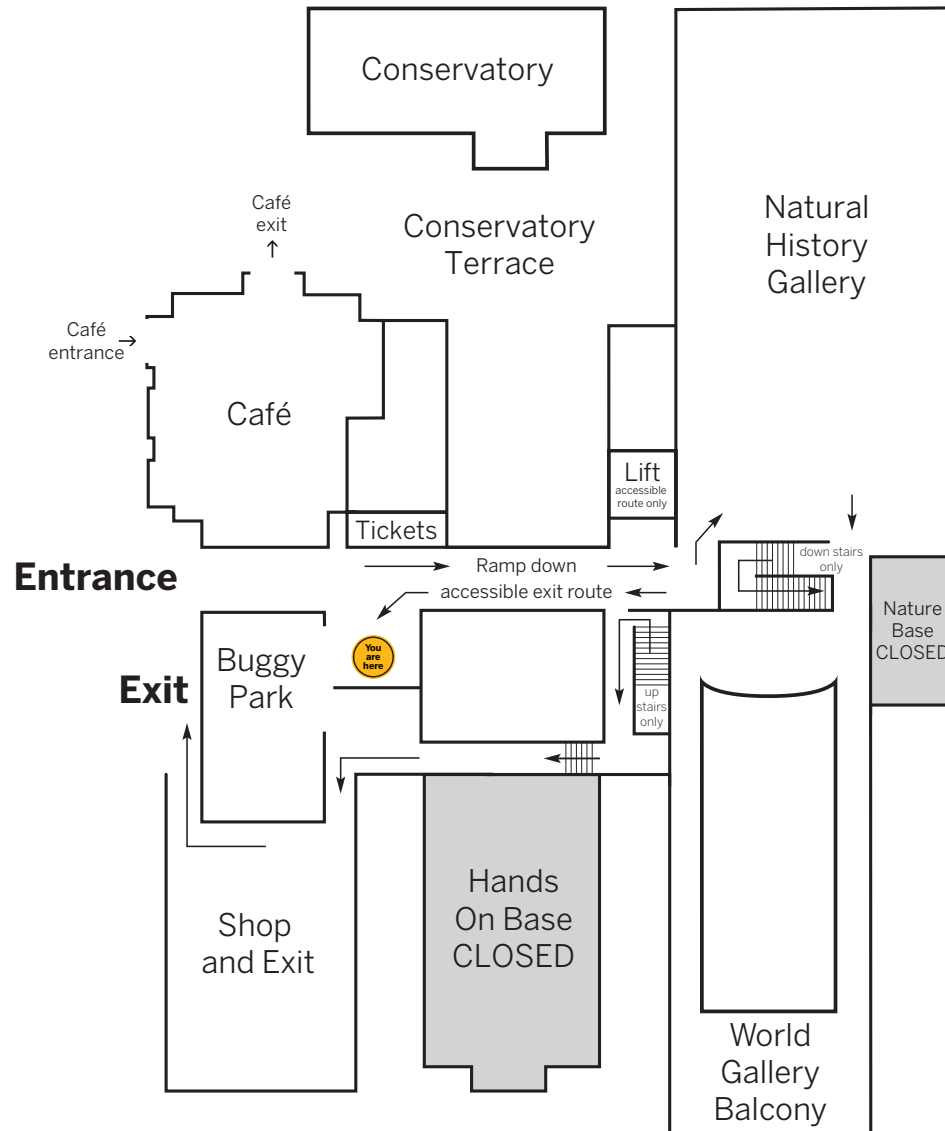 Conservatory
Café
exit
↑
Conservatory
Terrace
Natural
History
Gallery
Café
entrance →
Café
Lift
accessible
route only
Tickets
Entrance
Ramp down
accessible exit route
down stairs
only
Nature
Base
CLOSED
You
are
here
Buggy
Park
Exit
up
stairs
only
Hands
On Base
CLOSED
Shop
and Exit
World
Gallery
Balcony